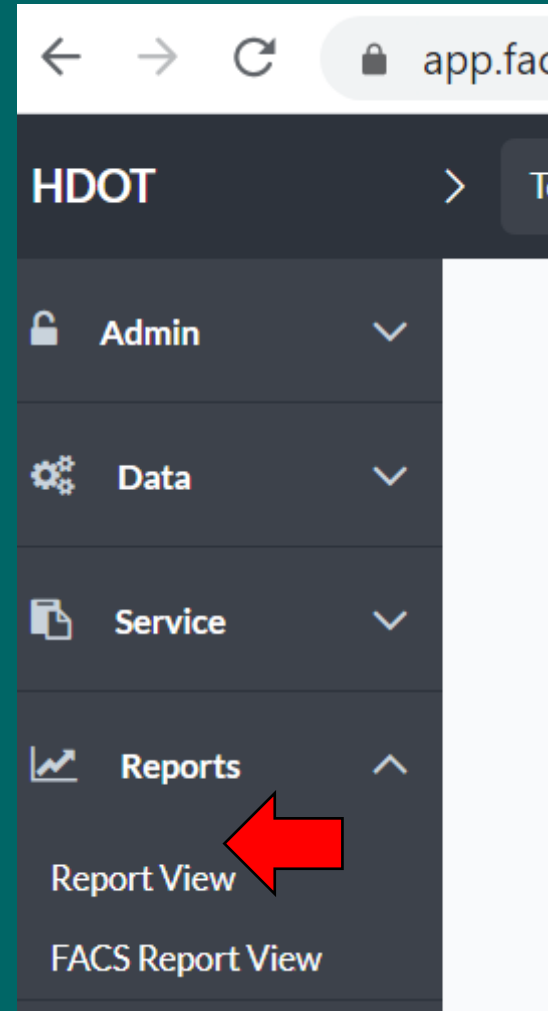 app.fac
HDOT
Admin
Data
Service
Reports
Report View
FACS Report View